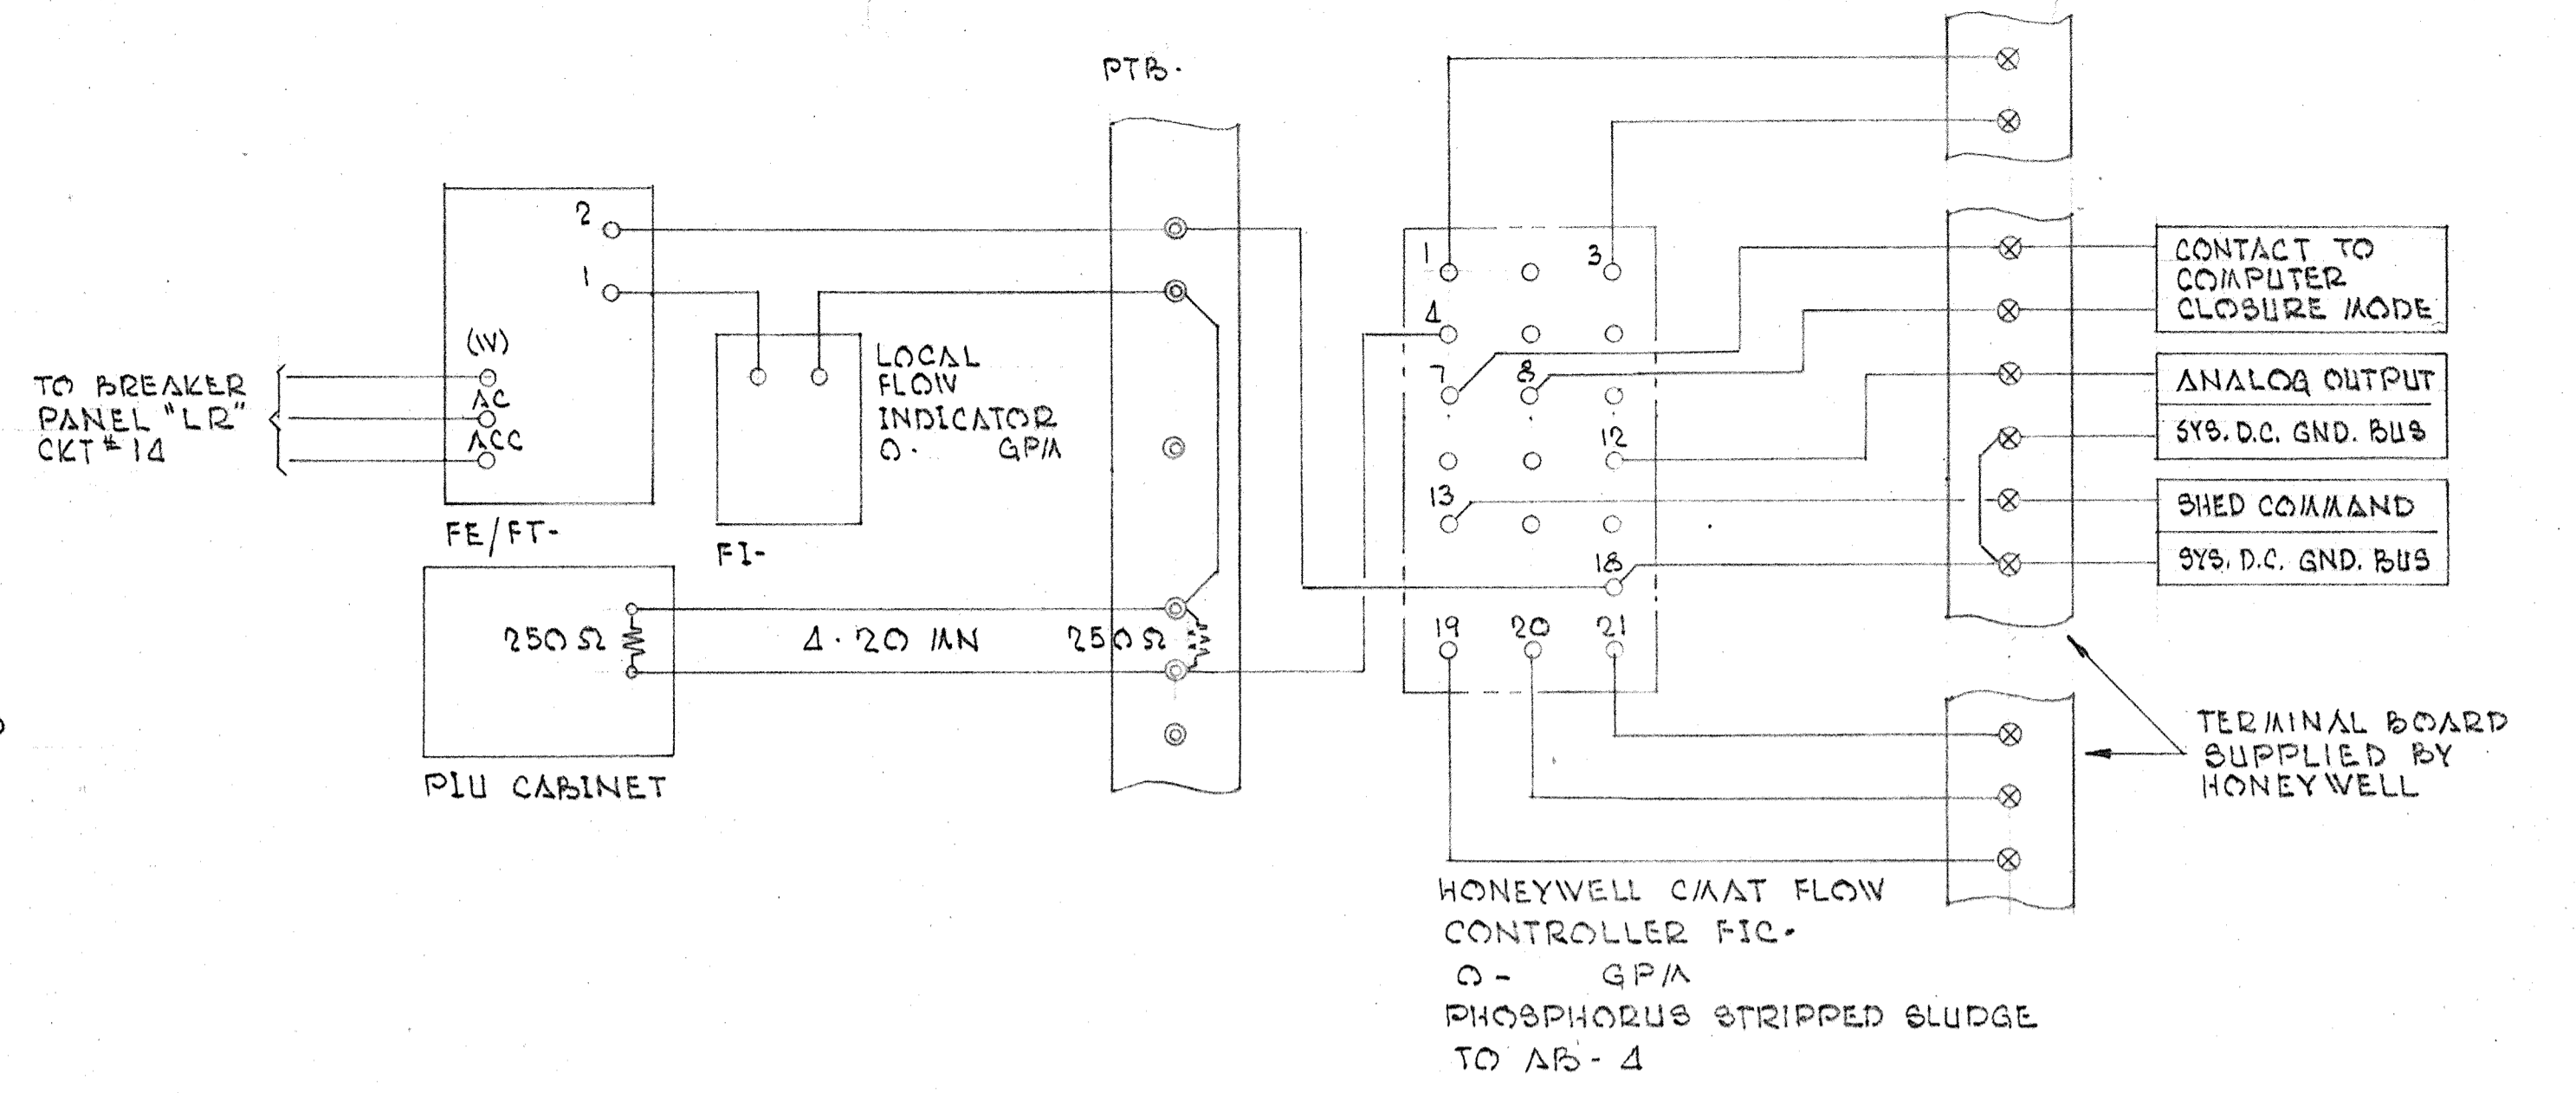 PTB-
2
1
(W)
AC
ACC
TO BREAKER
PANEL "LR"
CKT #14
FE/FT-
LOCAL
FLOW
INDICATOR
0- GPM
FI-
250Ω
4-20 MA
250Ω
PIU CABINET
1
3
4
7
8
12
13
18
19
20
21
CONTACT TO
COMPUTER
CLOSURE MODE
ANALOG OUTPUT
SYS. D.C. GND. BUS
SHED COMMAND
SYS. D.C. GND. BUS
TERMINAL BOARD
SUPPLIED BY
HONEYWELL
HONEYWELL CMAT FLOW
CONTROLLER FIC-
0- GPM
PHOSPHORUS STRIPPED SLUDGE
TO AB-4